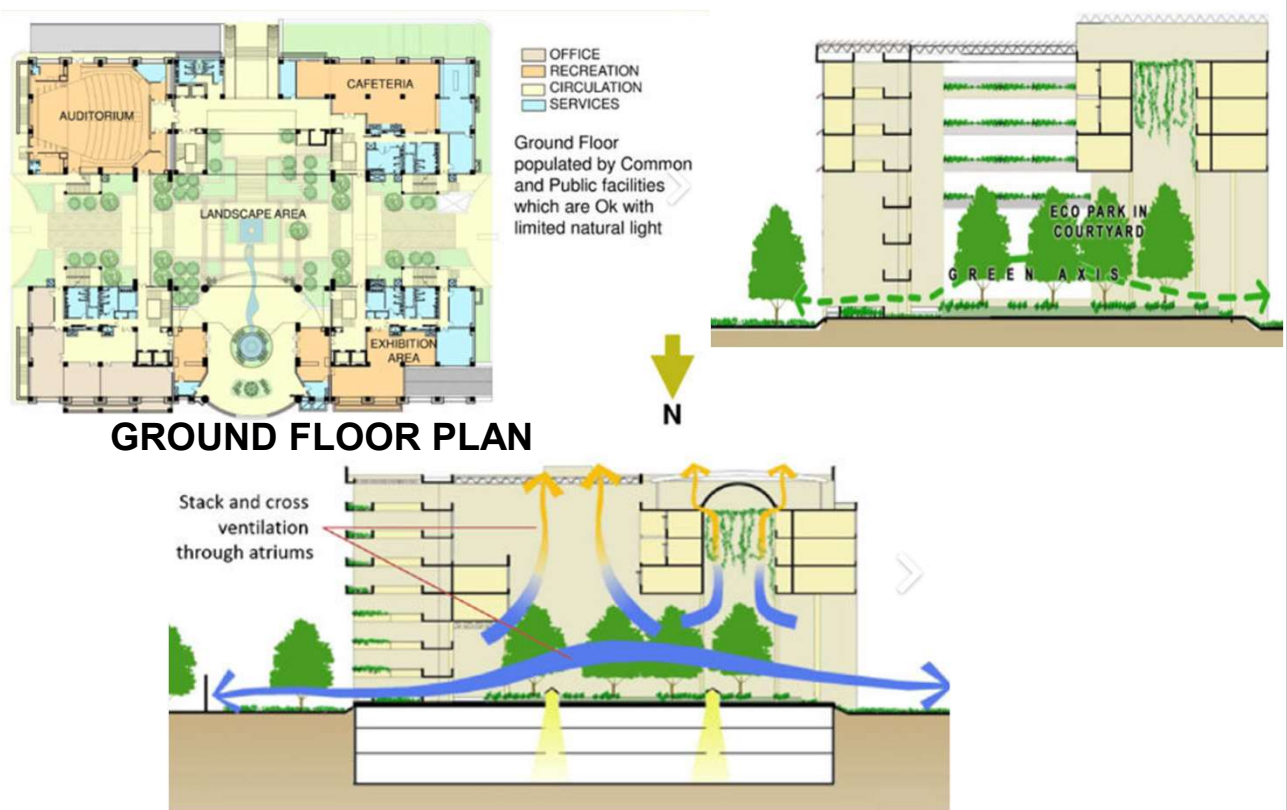 OFFICE
RECREATION
CIRCULATION
SERVICES
Ground Floor
populated by Common
and Public facilities
which are Ok with
limited natural light
CAFETERIA
AUDITORIUM
LANDSCAPE AREA
EXHIBITION
AREA
GROUND FLOOR PLAN
ECO PARK IN
COURTYARD
GREEN AXIS
N
Stack and cross
ventilation
through atriums